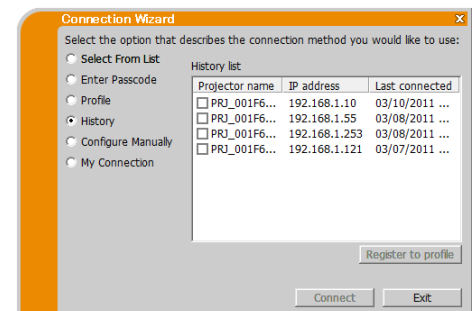 Connection Wizard
x
Select the option that describes the connection method you would like to use:
Select From List
Enter Passcode
Profile
History
Configure Manually
My Connection
History list
Projector name IP address Last connected
PRJ_001F6... 192.168.1.10 03/10/2011 ...
PRJ_001F6... 192.168.1.55 03/08/2011 ...
PRJ_001F6... 192.168.1.253 03/08/2011 ...
PRJ_001F6... 192.168.1.121 03/07/2011 ...
Register to profile
Connect Exit